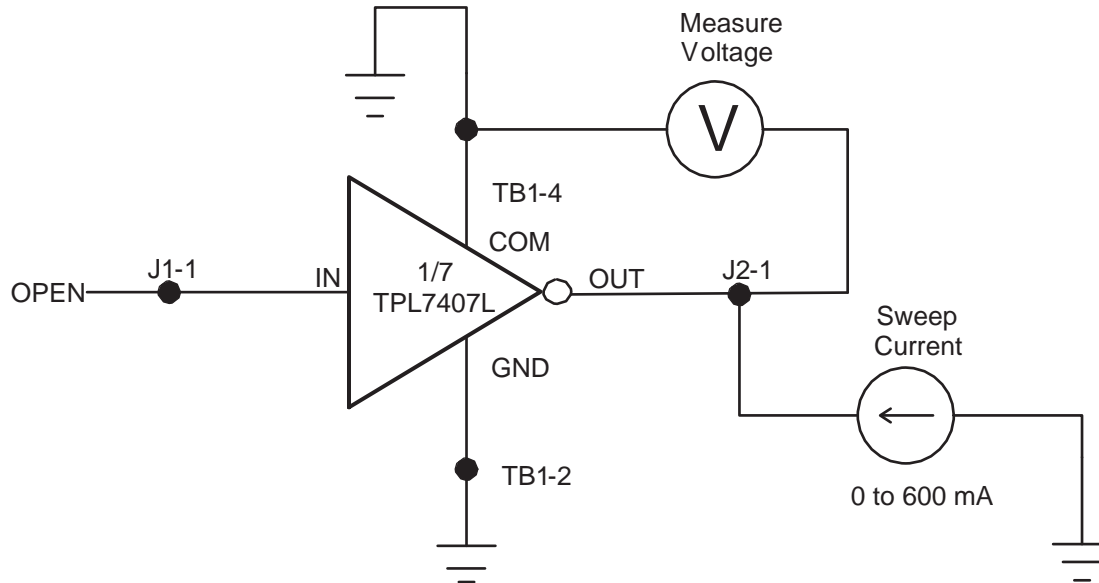 Measure
Voltage
V
TB1-4
COM
J1-1
OPEN
IN
1/7
TPL7407L
OUT
J2-1
Sweep
Current
GND
TB1-2
0 to 600 mA